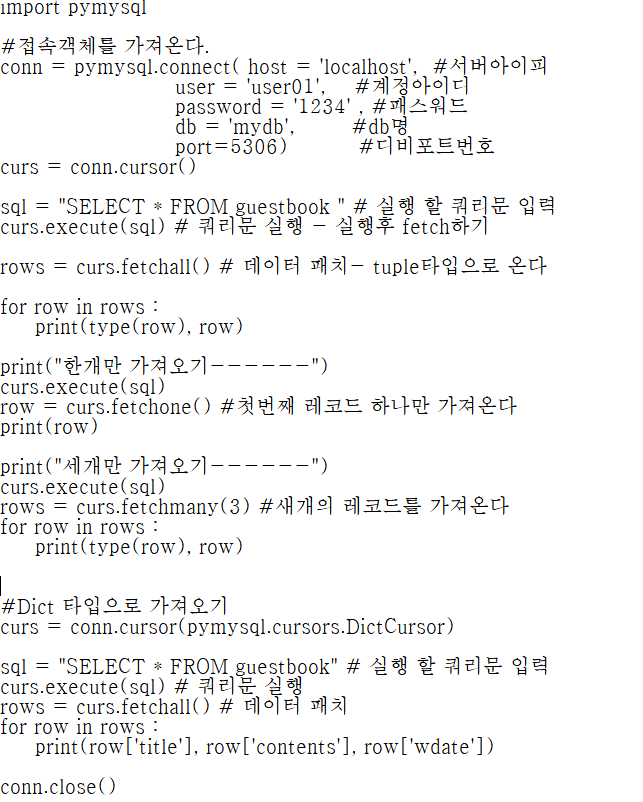 import pymysql
#접속객체를 가져온다.
conn = pymysql.connect( host = 'localhost',  #서버아이피
                         user = 'user01',    #계정아이디
                         password = '1234' , #패스워드
                         db = 'mydb',        #db명
                         port=5306)          #디비포트번호
curs = conn.cursor()
sql = "SELECT * FROM guestbook " # 실행 할 쿼리문 입력
curs.execute(sql) # 쿼리문 실행 - 실행후 fetch하기
rows = curs.fetchall() # 데이터 패치- tuple타입으로 온다
for row in rows :
     print(type(row), row)
print("한개만 가져오기------")
curs.execute(sql)
row = curs.fetchone() #첫번째 레코드 하나만 가져온다
print(row)
print("세개만 가져오기------")
curs.execute(sql)
rows = curs.fetchmany(3) #새개의 레코드를 가져온다
for row in rows :
     print(type(row), row)
#Dict 타입으로 가져오기
curs = conn.cursor(pymysql.cursors.DictCursor)
sql = "SELECT * FROM guestbook" # 실행 할 쿼리문 입력
curs.execute(sql) # 쿼리문 실행
rows = curs.fetchall() # 데이터 패치
for row in rows :
     print(row['title'], row['contents'], row['wdate'])
conn.close()